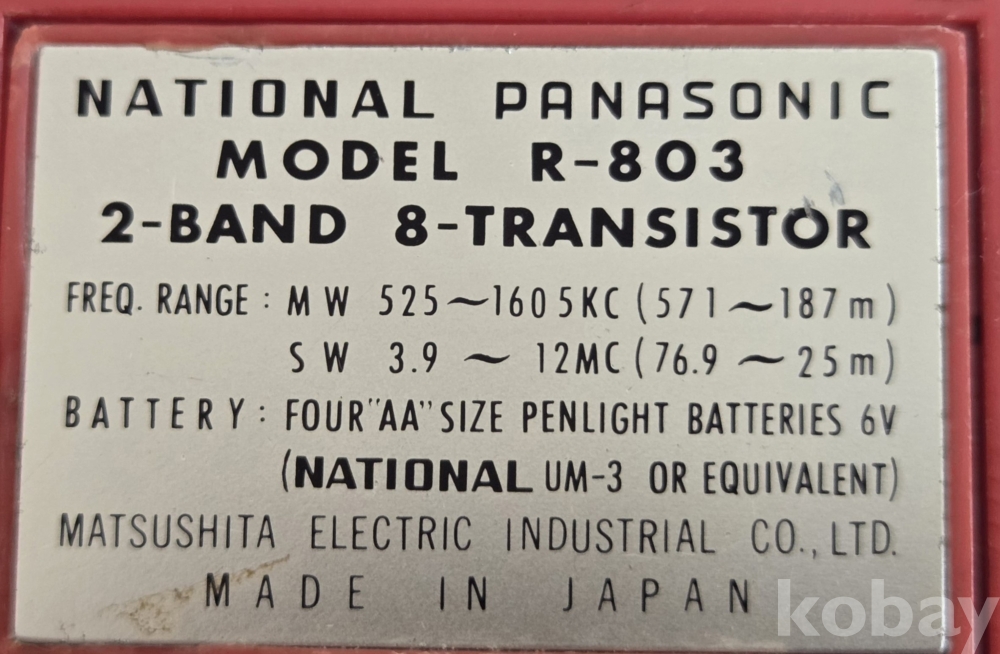 NATIONAL PANASONIC
MODEL R-803
2-BAND 8-TRANSISTOR
FREQ. RANGE : MW 525~1605KC (571~187m)
SW 3.9 ~ 12MC (76.9 ~ 25m)
BATTERY : FOUR "AA" SIZE PENLIGHT BATTERIES 6V
(NATIONAL UM-3 OR EQUIVALENT)
MATSUSHITA ELECTRIC INDUSTRIAL CO., LTD.
MADE IN JAPAN
kobay